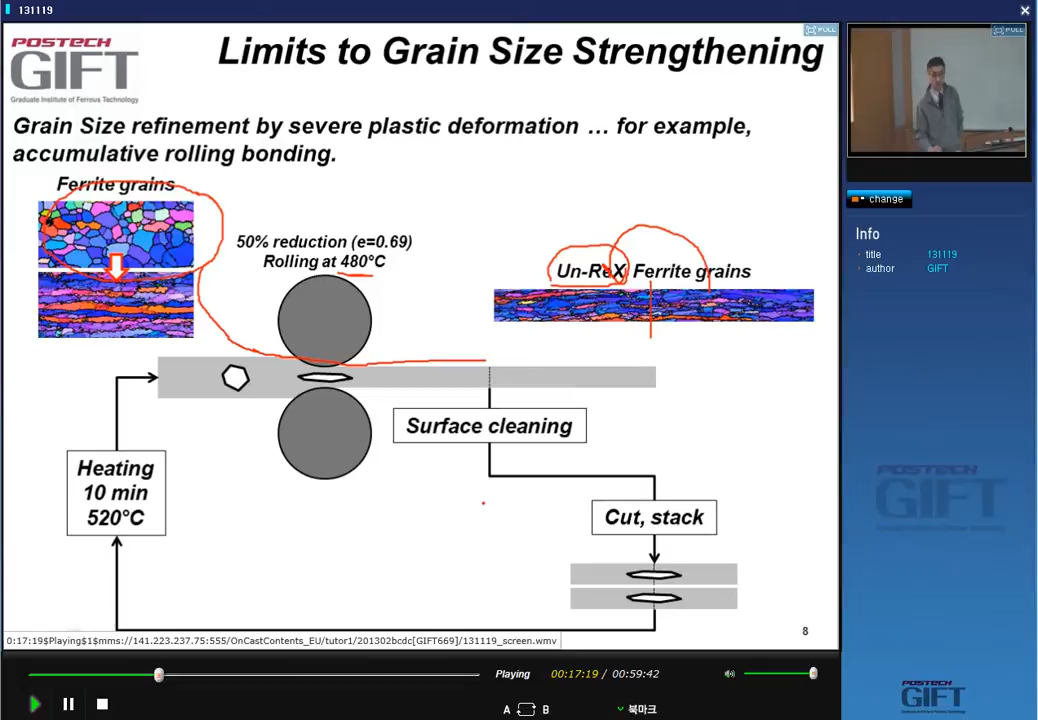 131119
POSTECH
GIFT
Graduate Institute of Ferrous Technology
Limits to Grain Size Strengthening
FULL
Grain Size refinement by severe plastic deformation … for example,
accumulative rolling bonding.
Ferrite grains
50% reduction (e=0.69)
Rolling at 480°C
Un-ReX Ferrite grains
Surface cleaning
Heating
10 min
520°C
Cut, stack
8
0:17:19$Playing$1$mms://141.223.237.75:555/OnCastContents_EU/tutor1/201302bcdc[GIFT669]/131119_screen.wmv
Playing
00:17:19 / 00:59:42
A B
북마크
FULL
change
Info
title 131119
author GIFT
POSTECH
GIFT
POSTECH
GIFT